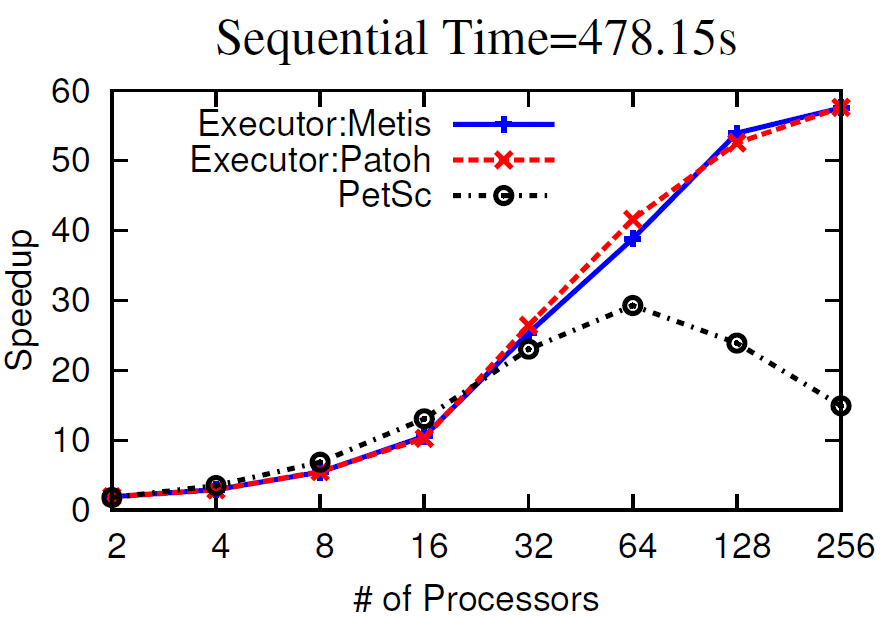 Sequential Time=478.15s
60
50
40
30
20
10
0
Speedup
Executor:Metis
Executor:Patoh
PetSc
2 4 8 16 32 64 128 256
# of Processors